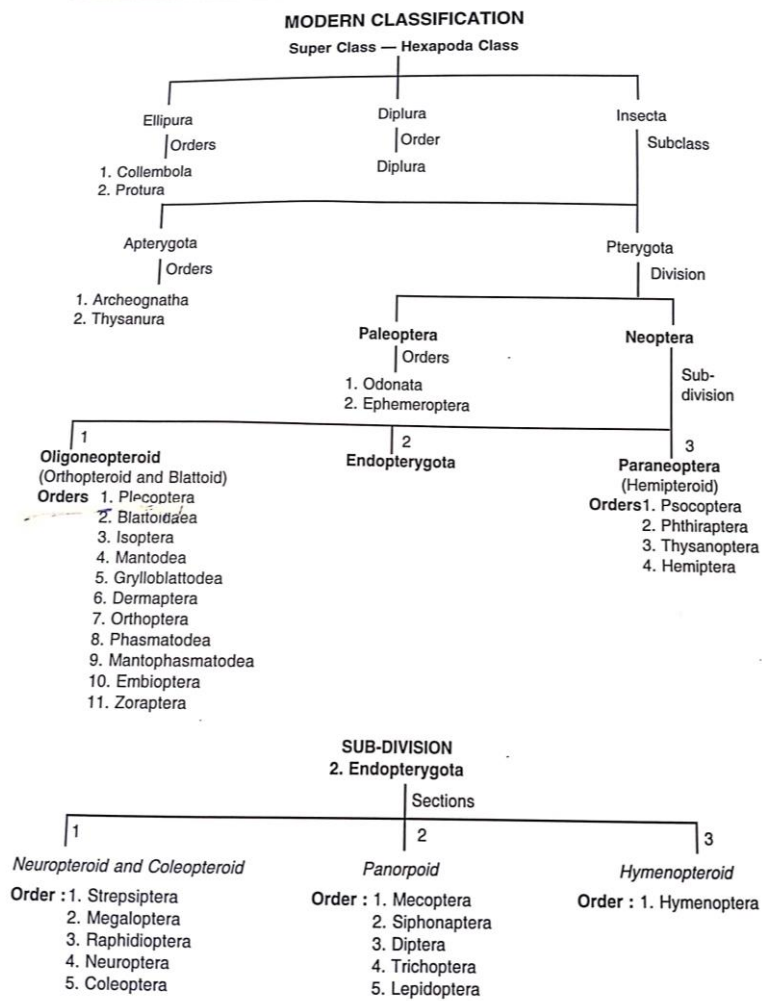 MODERN CLASSIFICATION
Super Class — Hexapoda Class
Ellipura
Diplura
Insecta
Orders
Order
Subclass
1. Collembola
2. Protura
Diplura
Apterygota
Pterygota
Orders
Division
1. Archeognatha
2. Thysanura
Paleoptera
Neoptera
Orders
Sub-
division
1. Odonata
2. Ephemeroptera
1
2
3
Oligoneopteroid
(Orthopteroid and Blattoid)
Orders 1. Plecoptera
2. Blattoidaea
3. Isoptera
4. Mantodea
5. Grylloblattodea
6. Dermaptera
7. Orthoptera
8. Phasmatodea
9. Mantophasmatodea
10. Embioptera
11. Zoraptera
Endopterygota
Paraneoptera
(Hemipteroid)
Orders1. Psocoptera
2. Phthiraptera
3. Thysanoptera
4. Hemiptera
SUB-DIVISION
2. Endopterygota
Sections
1
2
3
Neuropteroid and Coleopteroid
Order : 1. Strepsiptera
2. Megaloptera
3. Raphidioptera
4. Neuroptera
5. Coleoptera
Panorpoid
Order : 1. Mecoptera
2. Siphonaptera
3. Diptera
4. Trichoptera
5. Lepidoptera
Hymenopteroid
Order : 1. Hymenoptera